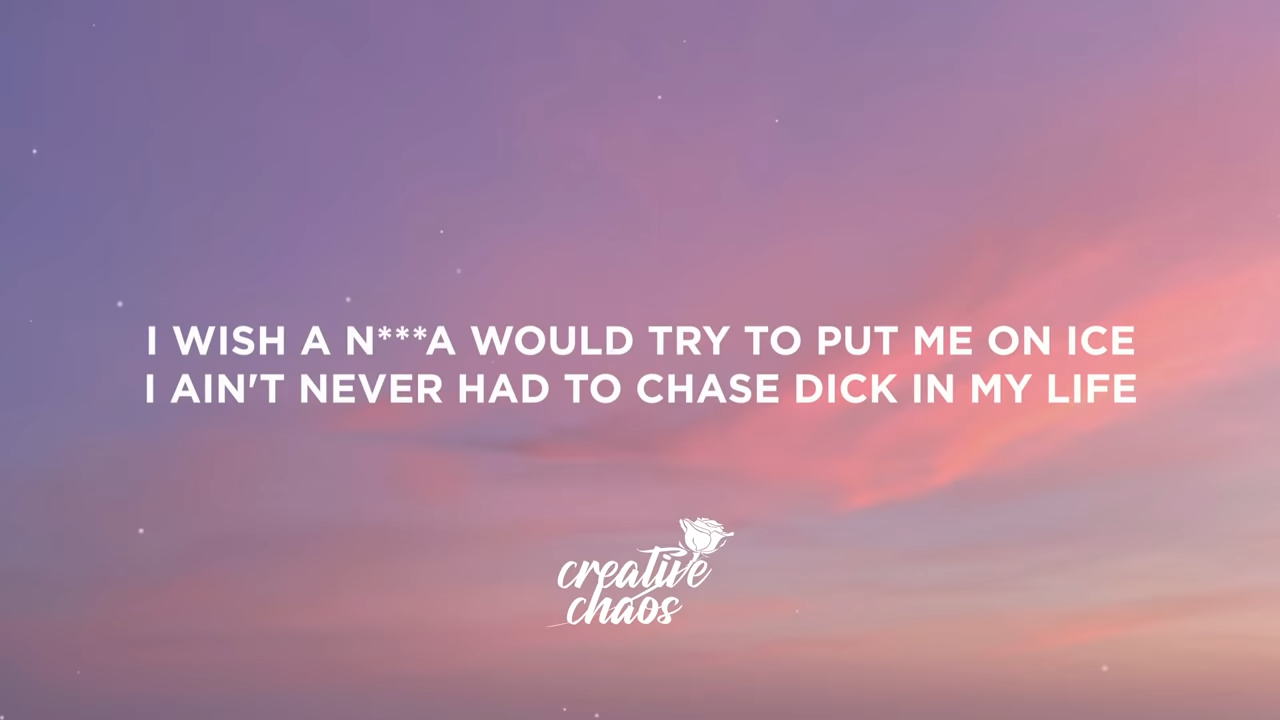 I WISH A N***A WOULD TRY TO PUT ME ON ICE
I AIN'T NEVER HAD TO CHASE DICK IN MY LIFE
creative
chaos